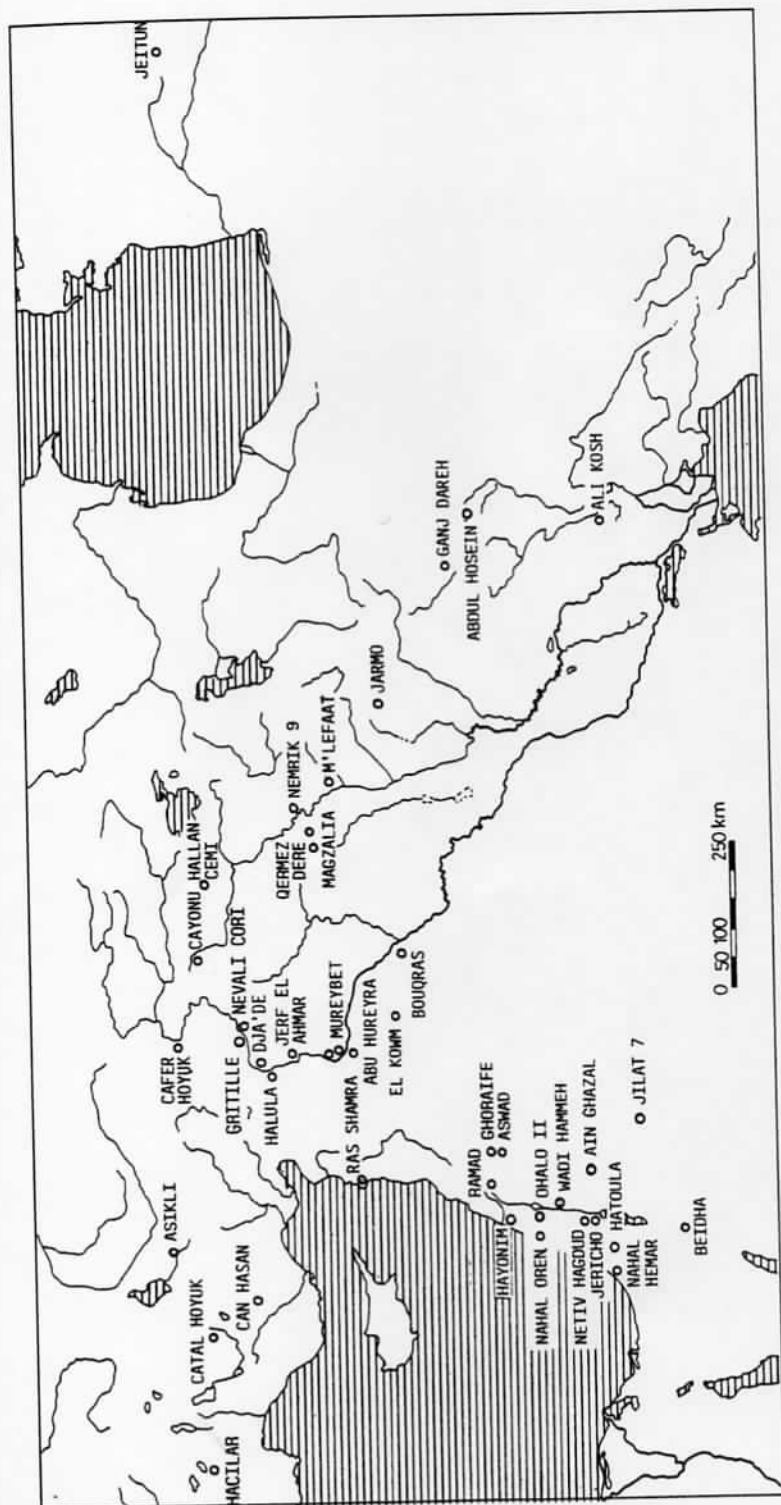 JEITUN
HACILAR
CATAL HOYUK
CAN HASAN
ASIKLI
CAFER
HOYUK
GRITILLE
NEVALI CORI
DJA'DE
HALULA
JERF EL
AHMAR
CAYONU
HALLAN
CEMI
QERMEZ
DERE
NEMRIK 9
MAGZALIA
M'LEFAAT
JARMO
GANJ DAREH
ABDUL HOSEIN
ALI KOSH
RAS SHAMRA
MUREYBET
ABU HUREYRA
EL KOWM
BOUQRAS
RAMAD
GHORAIFE
ASWAD
HAYONIM
NAHAL OREN
OHALO II
WADI HAMMEH
NETIV HAGDUD
JERICHO
AIN GHAZAL
HATOULA
NAHAL
HEMAR
JILAT 7
BEIDHA
0 50 100 250 km